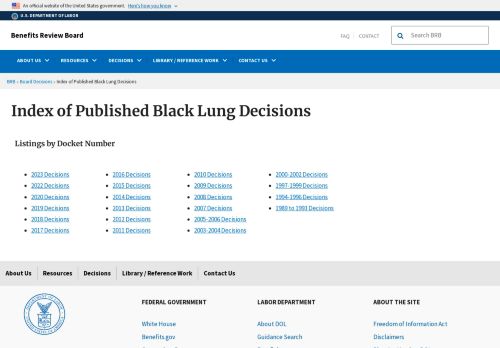 An official website of the United States government. Here's how you know
U.S. DEPARTMENT OF LABOR
Benefits Review Board
FAQ CONTACT
Search BRB
ABOUT US RESOURCES DECISIONS LIBRARY / REFERENCE WORK CONTACT US
BRB » Board Decisions » Index of Published Black Lung Decisions
Index of Published Black Lung Decisions
Listings by Docket Number
2023 Decisions 2016 Decisions 2010 Decisions 2000-2002 Decisions
2022 Decisions 2015 Decisions 2009 Decisions 1997-1999 Decisions
2020 Decisions 2014 Decisions 2008 Decisions 1994-1996 Decisions
2019 Decisions 2013 Decisions 2007 Decisions 1989 to 1993 Decisions
2018 Decisions 2012 Decisions 2005-2006 Decisions
2017 Decisions 2011 Decisions 2003-2004 Decisions
About Us Resources Decisions Library / Reference Work Contact Us
FEDERAL GOVERNMENT LABOR DEPARTMENT ABOUT THE SITE
White House About DOL Freedom of Information Act
Benefits.gov Guidance Search Disclaimers